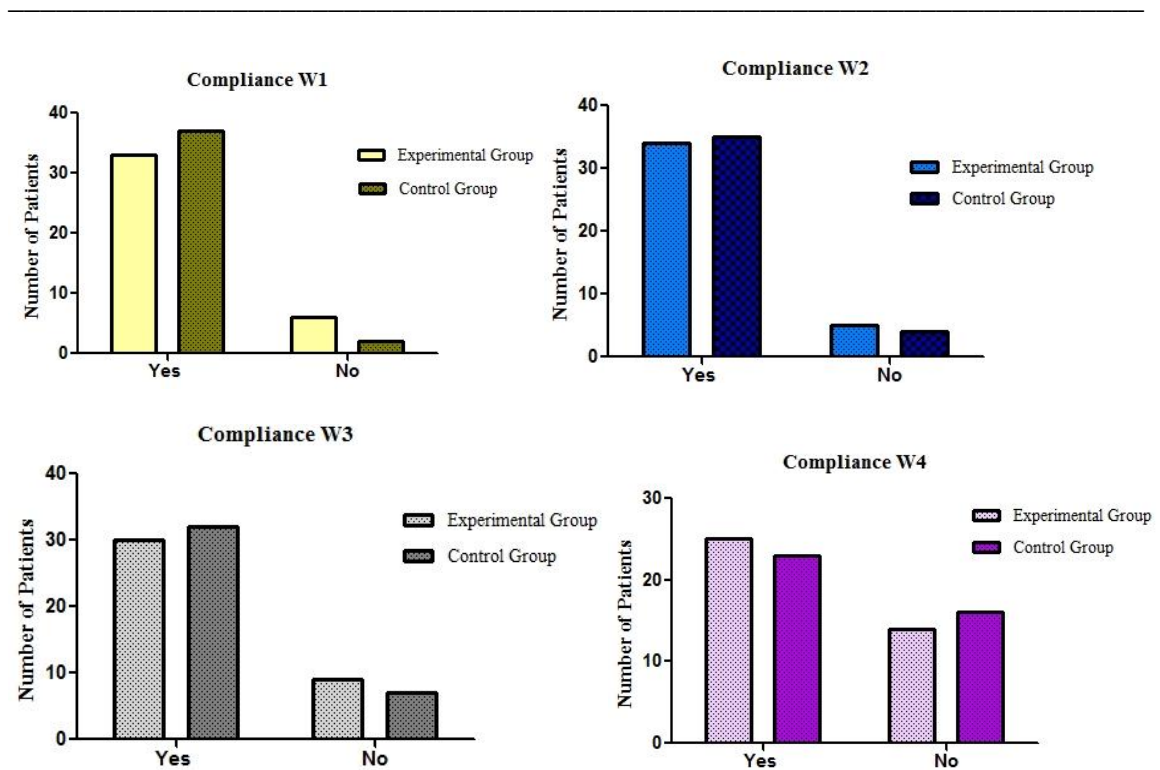 Compliance W1
40
30
20
10
0
Number of Patients
Yes No
Experimental Group
Control Group
Compliance W2
40
30
20
10
0
Number of Patients
Yes No
Experimental Group
Control Group
Compliance W3
40
30
20
10
0
Number of Patients
Yes No
Experimental Group
Control Group
Compliance W4
30
20
10
0
Number of Patients
Yes No
Experimental Group
Control Group